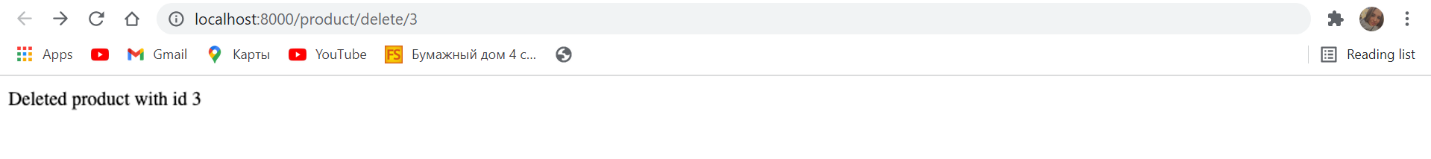 localhost:8000/product/delete/3
Apps Gmail Карты YouTube FS Бумажный дом 4 с... Reading list
Deleted product with id 3